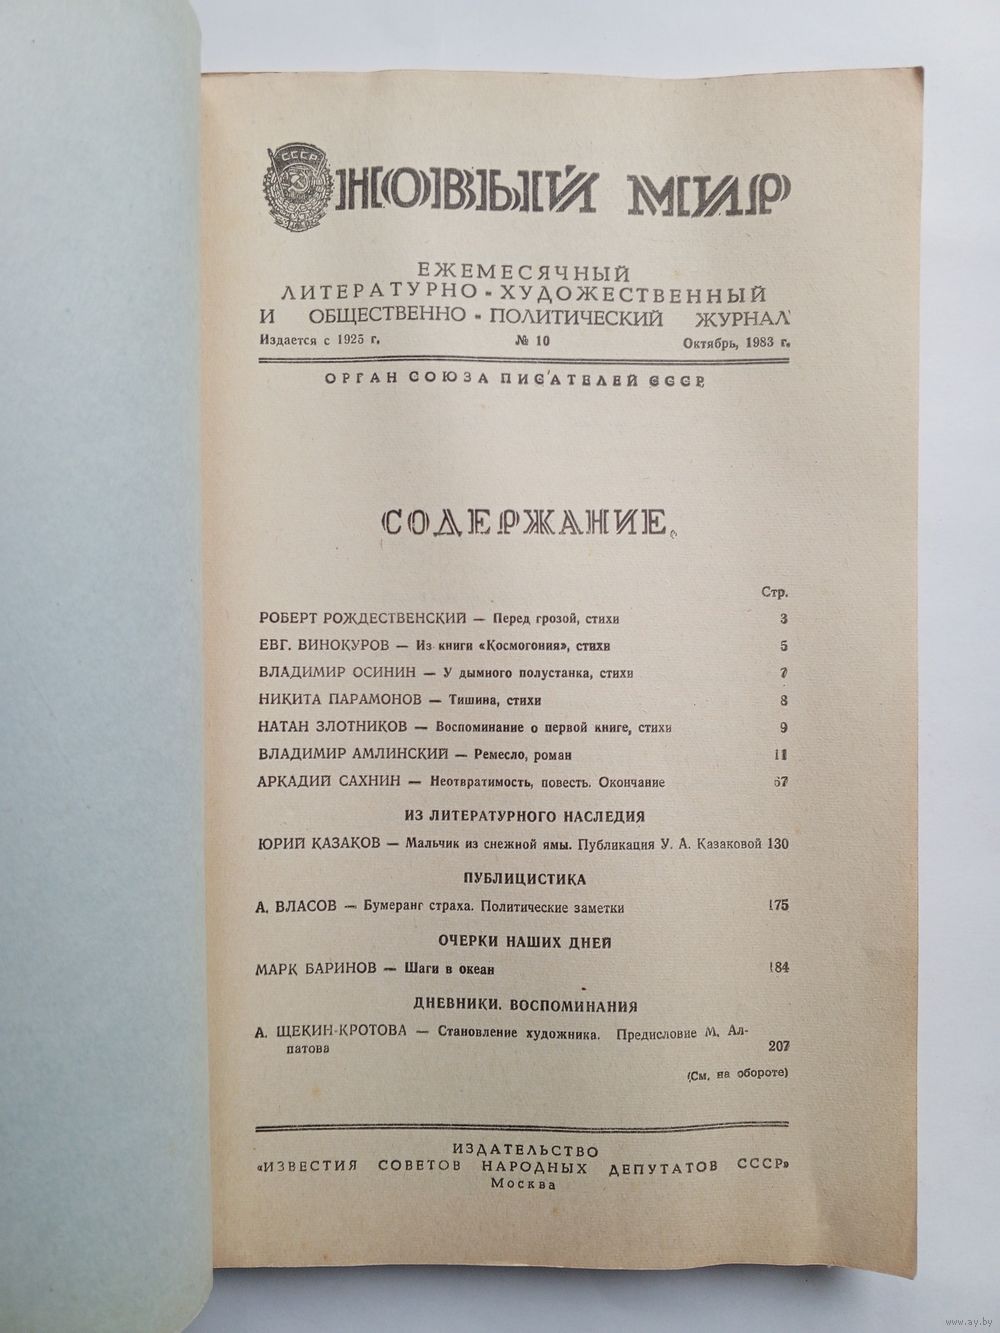 СССР
НОВЫЙ МИР
ЕЖЕМЕСЯЧНЫЙ
ЛИТЕРАТУРНО-ХУДОЖЕСТВЕННЫЙ
И ОБЩЕСТВЕННО-ПОЛИТИЧЕСКИЙ ЖУРНАЛ
Издается с 1925 г. № 10 Октябрь, 1983 г.
ОРГАН СОЮЗА ПИСАТЕЛЕЙ СССР
СОДЕРЖАНИЕ
Стр.
РОБЕРТ РОЖДЕСТВЕНСКИЙ — Перед грозой, стихи 3
ЕВГ. ВИНОКУРОВ — Из книги «Космогония», стихи 5
ВЛАДИМИР ОСИНИН — У дымного полустанка, стихи 7
НИКИТА ПАРАМОНОВ — Тишина, стихи 8
НАТАН ЗЛОТНИКОВ — Воспоминание о первой книге, стихи 9
ВЛАДИМИР АМЛИНСКИЙ — Ремесло, роман 11
АРКАДИЙ САХНИН — Неотвратимость, повесть. Окончание 67
ИЗ ЛИТЕРАТУРНОГО НАСЛЕДИЯ
ЮРИЙ КАЗАКОВ — Мальчик из снежной ямы. Публикация У. А. Казаковой 130
ПУБЛИЦИСТИКА
А. ВЛАСОВ — Бумеранг страха. Политические заметки 175
ОЧЕРКИ НАШИХ ДНЕЙ
МАРК БАРИНОВ — Шаги в океан 184
ДНЕВНИКИ. ВОСПОМИНАНИЯ
А. ЩЕКИН-КРОТОВА — Становление художника. Предисловие М. Ал-
патова 207
(См. на обороте)
ИЗДАТЕЛЬСТВО
«ИЗВЕСТИЯ СОВЕТОВ НАРОДНЫХ ДЕПУТАТОВ СССР»
Москва
www.ay.by